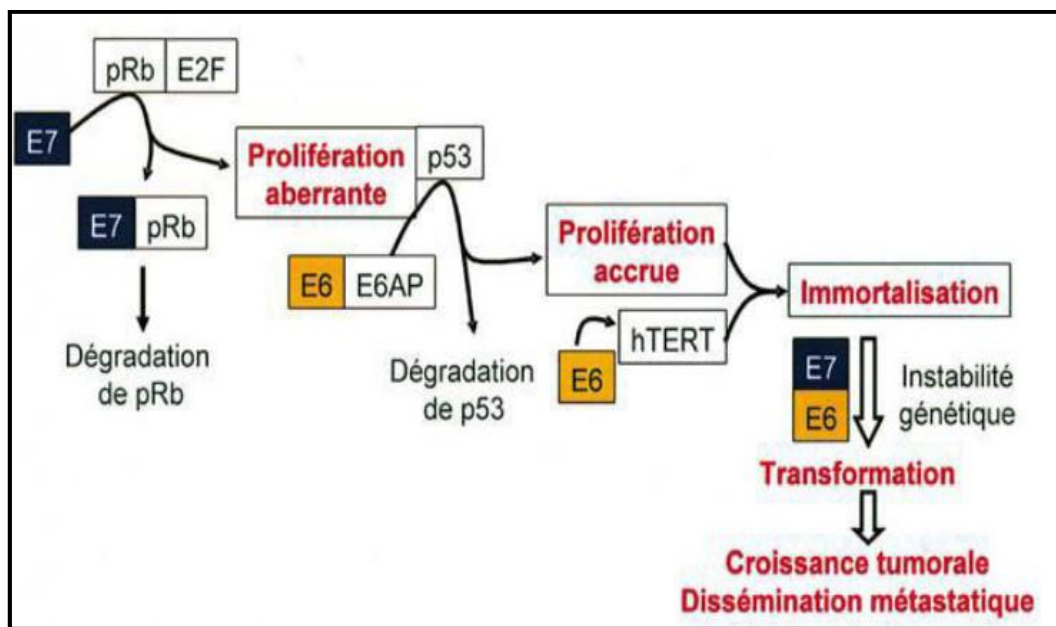 pRb E2F
E7
Prolifération
aberrante
p53
E7 pRb
E6 E6AP
Prolifération
accrue
Immortalisation
hTERT
E6
Dégradation
de pRb
Dégradation
de p53
E7
E6
Instabilité
génétique
Transformation
Croissance tumorale
Dissémination métastatique